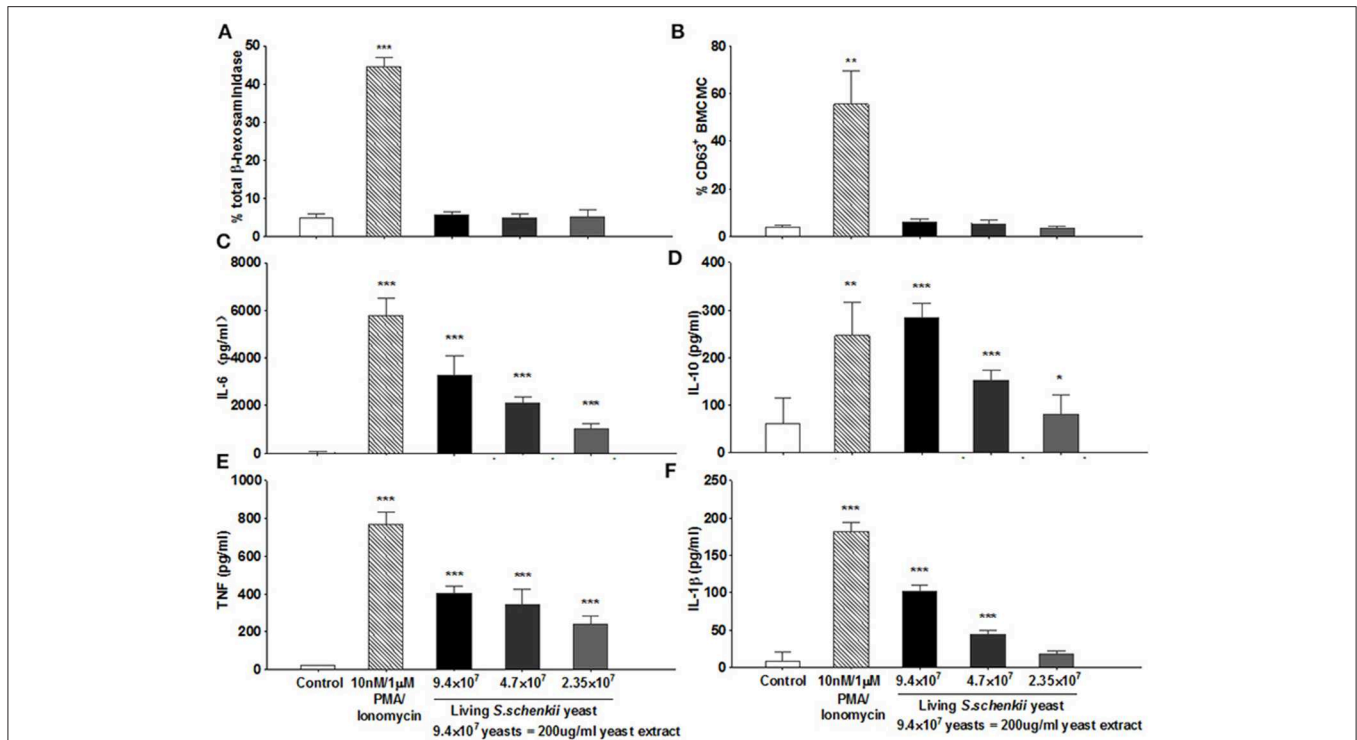 A
% total β-hexosaminidase
50
40
30
20
10
0
***
B
% CD63⁺ BMCMC
80
60
40
20
0
**
C
IL-6 (pg/ml)
8000
6000
4000
2000
0
***
***
***
***
D
IL-10 (pg/ml)
400
300
200
100
0
**
***
***
*
E
TNF (pg/ml)
1000
800
600
400
200
0
***
***
***
***
Control
10nM/1μM
PMA/
Ionomycin
9.4x10⁷
4.7x10⁷
2.35x10⁷
Living S.schenkii yeast
9.4x10⁷ yeasts = 200ug/ml yeast extract
F
IL-1β (pg/ml)
250
200
150
100
50
0
***
***
***
Control
10nM/1μM
PMA/
Ionomycin
9.4x10⁷
4.7x10⁷
2.35x10⁷
Living S.schenkii yeast
9.4x10⁷ yeasts = 200ug/ml yeast extract